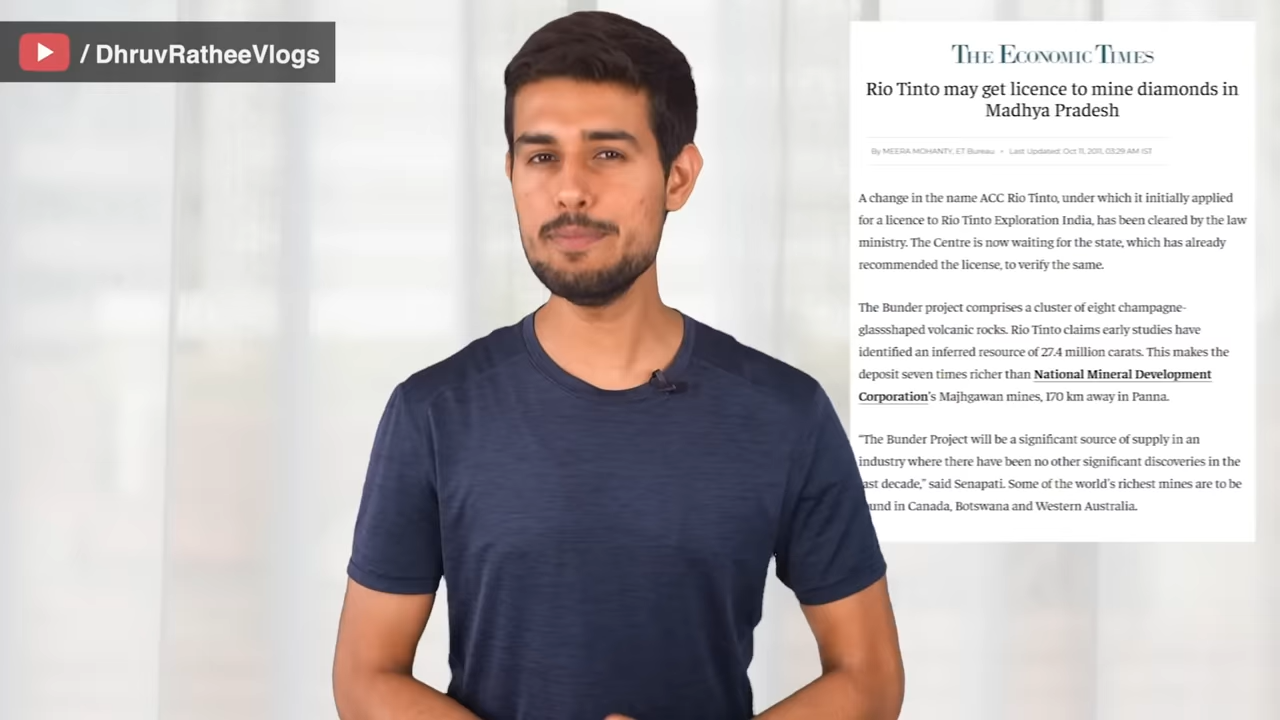 / DhruvRatheeVlogs
THE ECONOMIC TIMES
Rio Tinto may get licence to mine diamonds in
Madhya Pradesh
By MEERA MOHANTY, ET Bureau • Last Updated: Oct 11, 2011, 03:29 AM IST
A change in the name ACC Rio Tinto, under which it initially applied
for a licence to Rio Tinto Exploration India, has been cleared by the law
ministry. The Centre is now waiting for the state, which has already
recommended the license, to verify the same.
The Bunder project comprises a cluster of eight champagne-
glassshaped volcanic rocks. Rio Tinto claims early studies have
identified an inferred resource of 27.4 million carats. This makes the
deposit seven times richer than National Mineral Development
Corporation's Majhgawan mines, 170 km away in Panna.
"The Bunder Project will be a significant source of supply in an
industry where there have been no other significant discoveries in the
ast decade," said Senapati. Some of the world's richest mines are to be
und in Canada, Botswana and Western Australia.